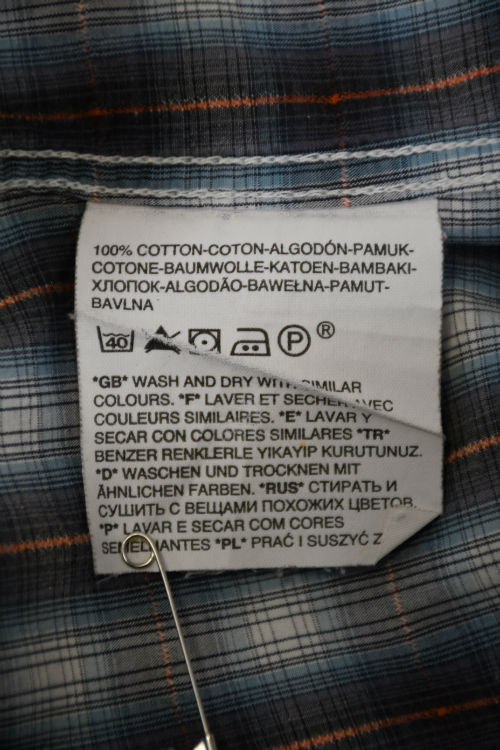 100% COTTON-COTON-ALGODÓN-PAMUK-
COTONE-BAUMWOLLE-KATOEN-BAMBAKI-
ХЛОПОК-ALGODÃO-BAWEŁNA-PAMUT-
BAVLNA
40 P ®
*GB* WASH AND DRY WITH SIMILAR
COLOURS. *F* LAVER ET SECHER AVEC
COULEURS SIMILAIRES. *E* LAVAR Y
SECAR CON COLORES SIMILARES *TR*
BENZER RENKLERLE YIKAYIP KURUTUNUZ.
*D* WASCHEN UND TROCKNEN MIT
ÄHNLICHEN FARBEN. *RUS* СТИРАТЬ И
СУШИТЬ С ВЕЩАМИ ПОХОЖИХ ЦВЕТОВ.
*P* LAVAR E SECAR COM CORES
SEMELHANTES *PL* PRAĆ I SUSZYĆ Z